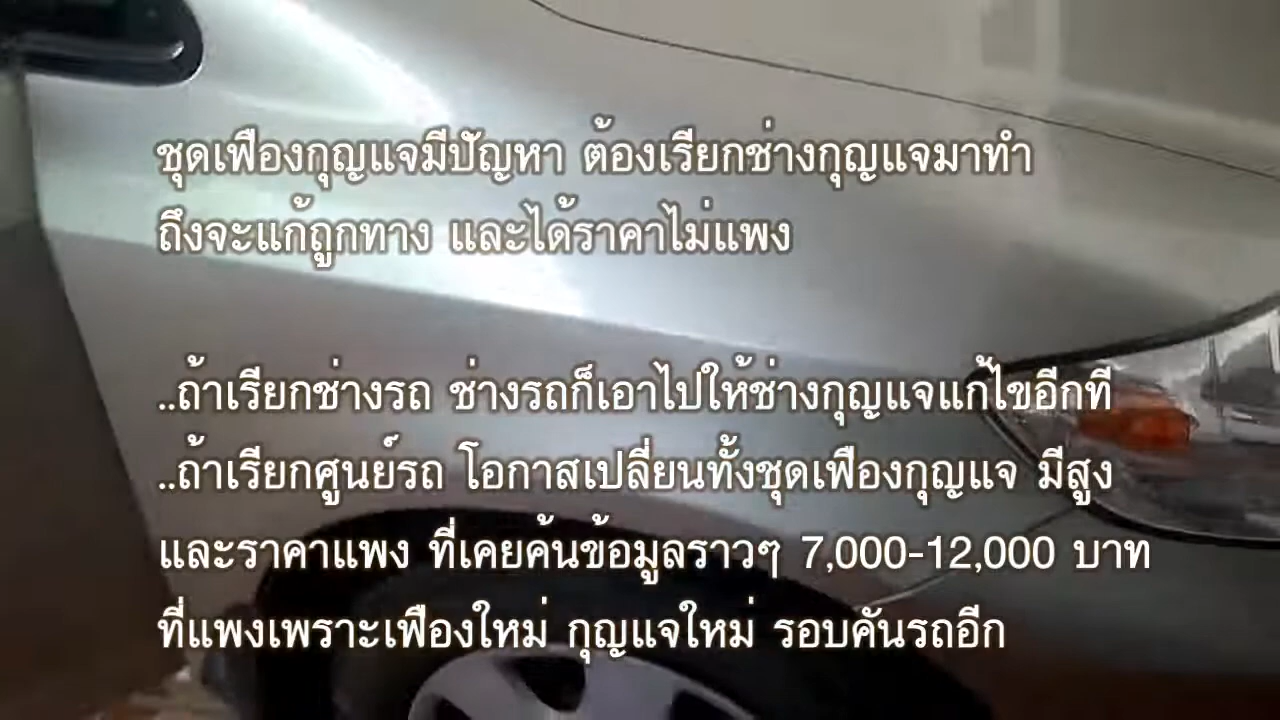 ชุดเฟืองกุญแจมีปัญหา ต้องเรียกช่างกุญแจมาทำ
ถึงจะแก้ถูกทาง และได้ราคาไม่แพง
..ถ้าเรียกช่างรถ ช่างรถก็เอาไปให้ช่างกุญแจแก้ไขอีกที
..ถ้าเรียกศูนย์รถ โอกาสเปลี่ยนทั้งชุดเฟืองกุญแจ มีสูง
และราคาแพง ที่เคยค้นข้อมูลราวๆ 7,000-12,000 บาท
ที่แพงเพราะเฟืองใหม่ กุญแจใหม่ รอบคันรถอีก